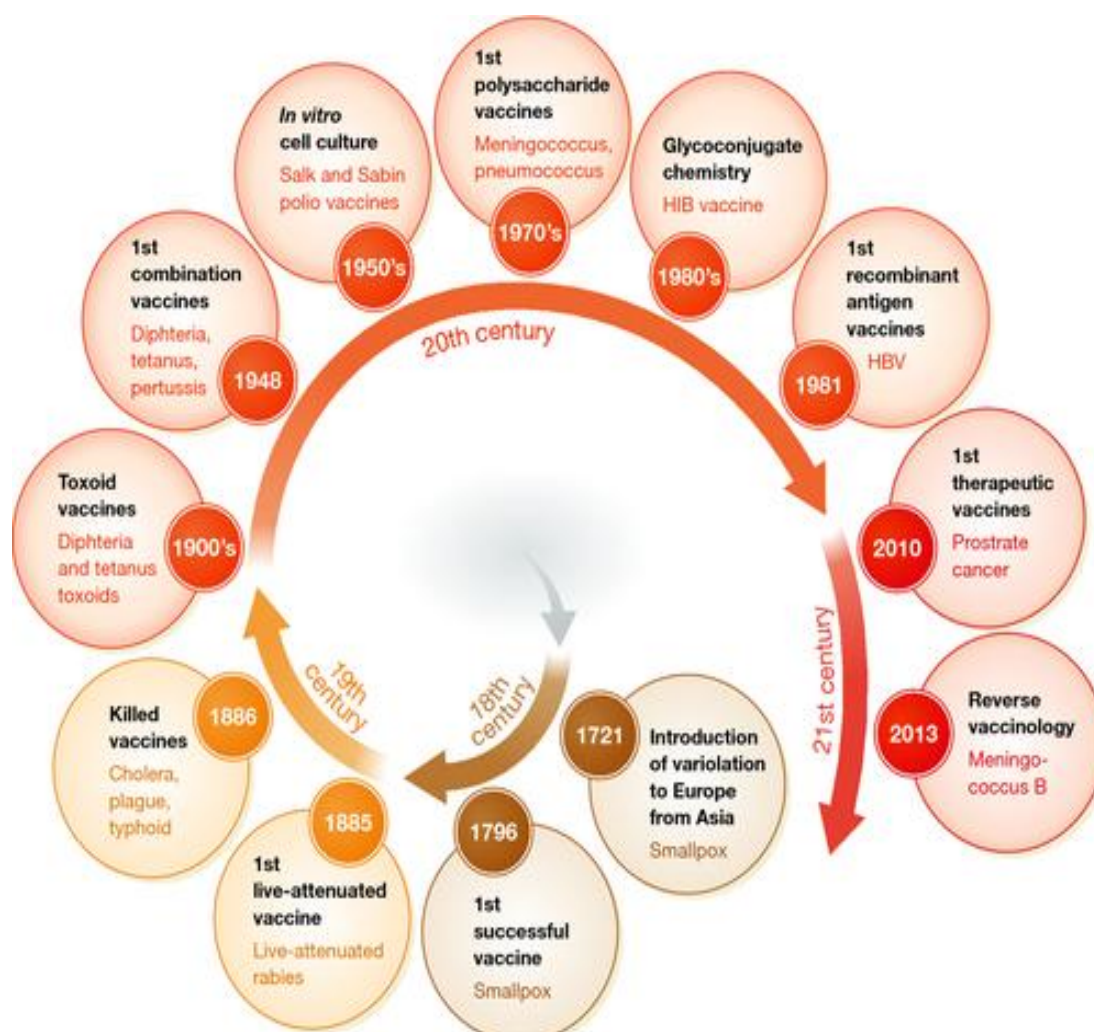 1721
Introduction
of variolation
to Europe
from Asia
Smallpox
18th
century
1796
1st
successful
vaccine
Smallpox
1885
1st
live-attenuated
vaccine
Live-attenuated
rabies
19th
century
1886
Killed
vaccines
Cholera,
plague,
typhoid
Toxoid
vaccines
Diphteria
and tetanus
toxoids
1900's
1st
combination
vaccines
Diphteria,
tetanus,
pertussis
1948
In vitro
cell culture
Salk and Sabin
polio vaccines
1950's
20th century
1st
polysaccharide
vaccines
Meningococcus,
pneumococcus
1970's
Glycoconjugate
chemistry
HIB vaccine
1980's
1st
recombinant
antigen
vaccines
HBV
1981
1st
therapeutic
vaccines
Prostrate
cancer
2010
21st century
Reverse
vaccinology
Meningo-
coccus B
2013